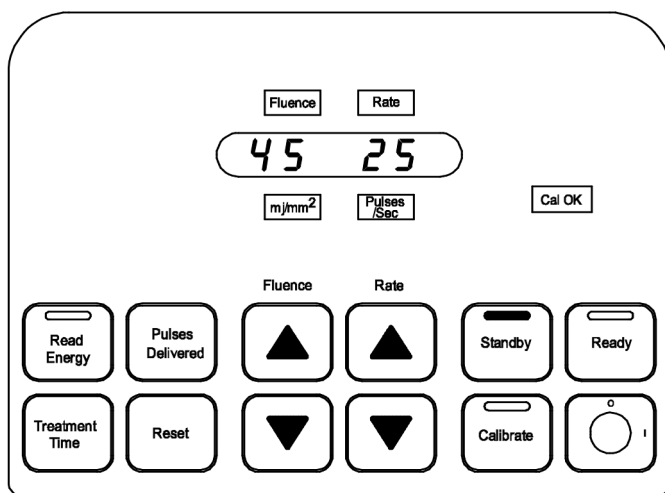 Fluence Rate
45 25
mj/mm² Pulses
/Sec
Cal OK
Fluence Rate
Read
Energy
Pulses
Delivered
Standby
Ready
Treatment
Time
Reset
Calibrate
O
I